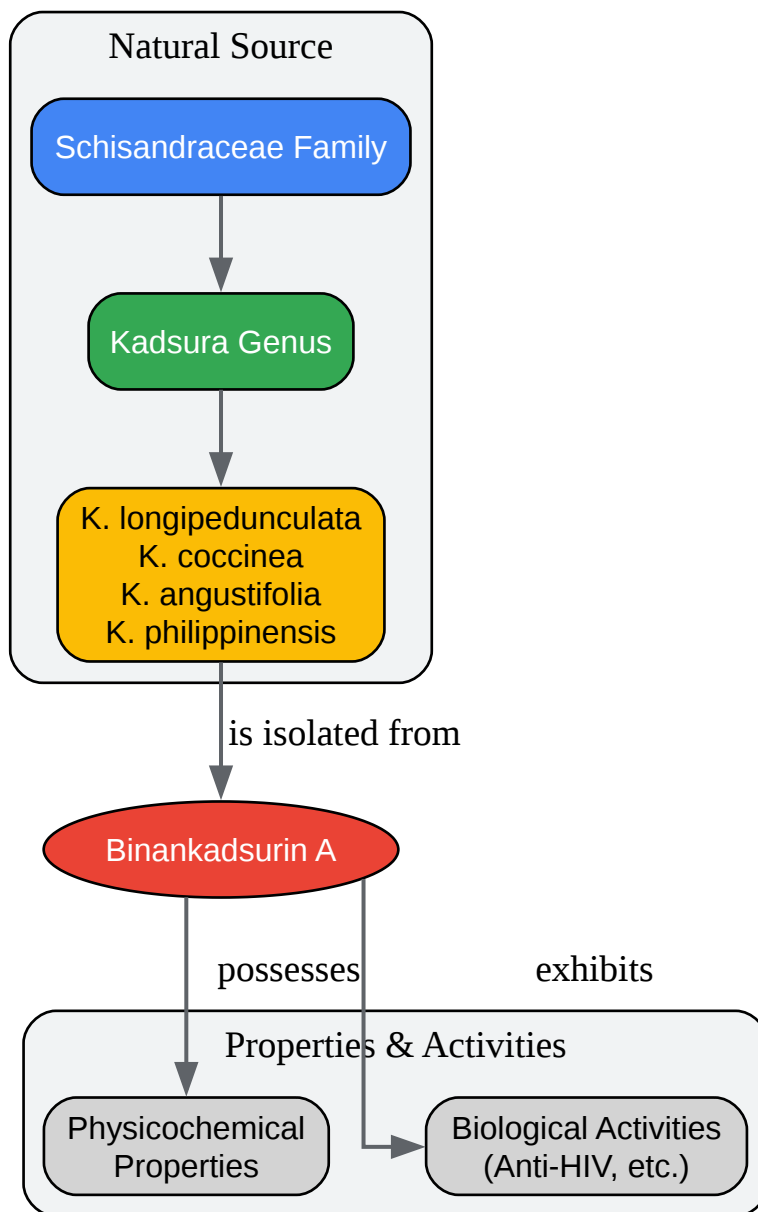 Natural Source
Schisandraceae Family
Kadsura Genus
K. longipedunculata
K. coccinea
K. angustifolia
K. philippinensis
is isolated from
Binankadsurin A
possesses
exhibits
Properties & Activities
Physicochemical
Properties
Biological Activities
(Anti-HIV, etc.)